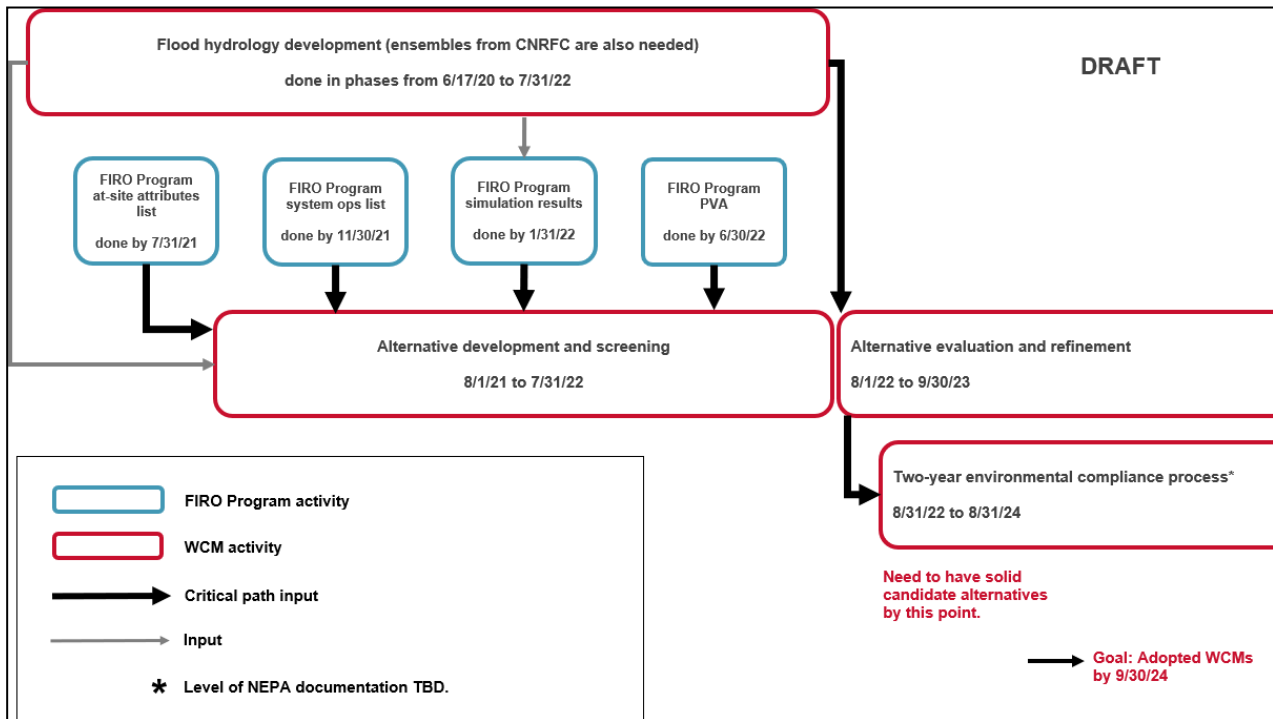 Flood hydrology development (ensembles from CNRFC are also needed)
done in phases from 6/17/20 to 7/31/22
DRAFT
FIRO Program
at-site attributes
list
done by 7/31/21
FIRO Program
system ops list
done by 11/30/21
FIRO Program
simulation results
done by 1/31/22
FIRO Program
PVA
done by 6/30/22
Alternative development and screening
8/1/21 to 7/31/22
Alternative evaluation and refinement
8/1/22 to 9/30/23
Two-year environmental compliance process*
8/31/22 to 8/31/24
Need to have solid
candidate alternatives
by this point.
Goal: Adopted WCMs
by 9/30/24
FIRO Program activity
WCM activity
Critical path input
Input
* Level of NEPA documentation TBD.